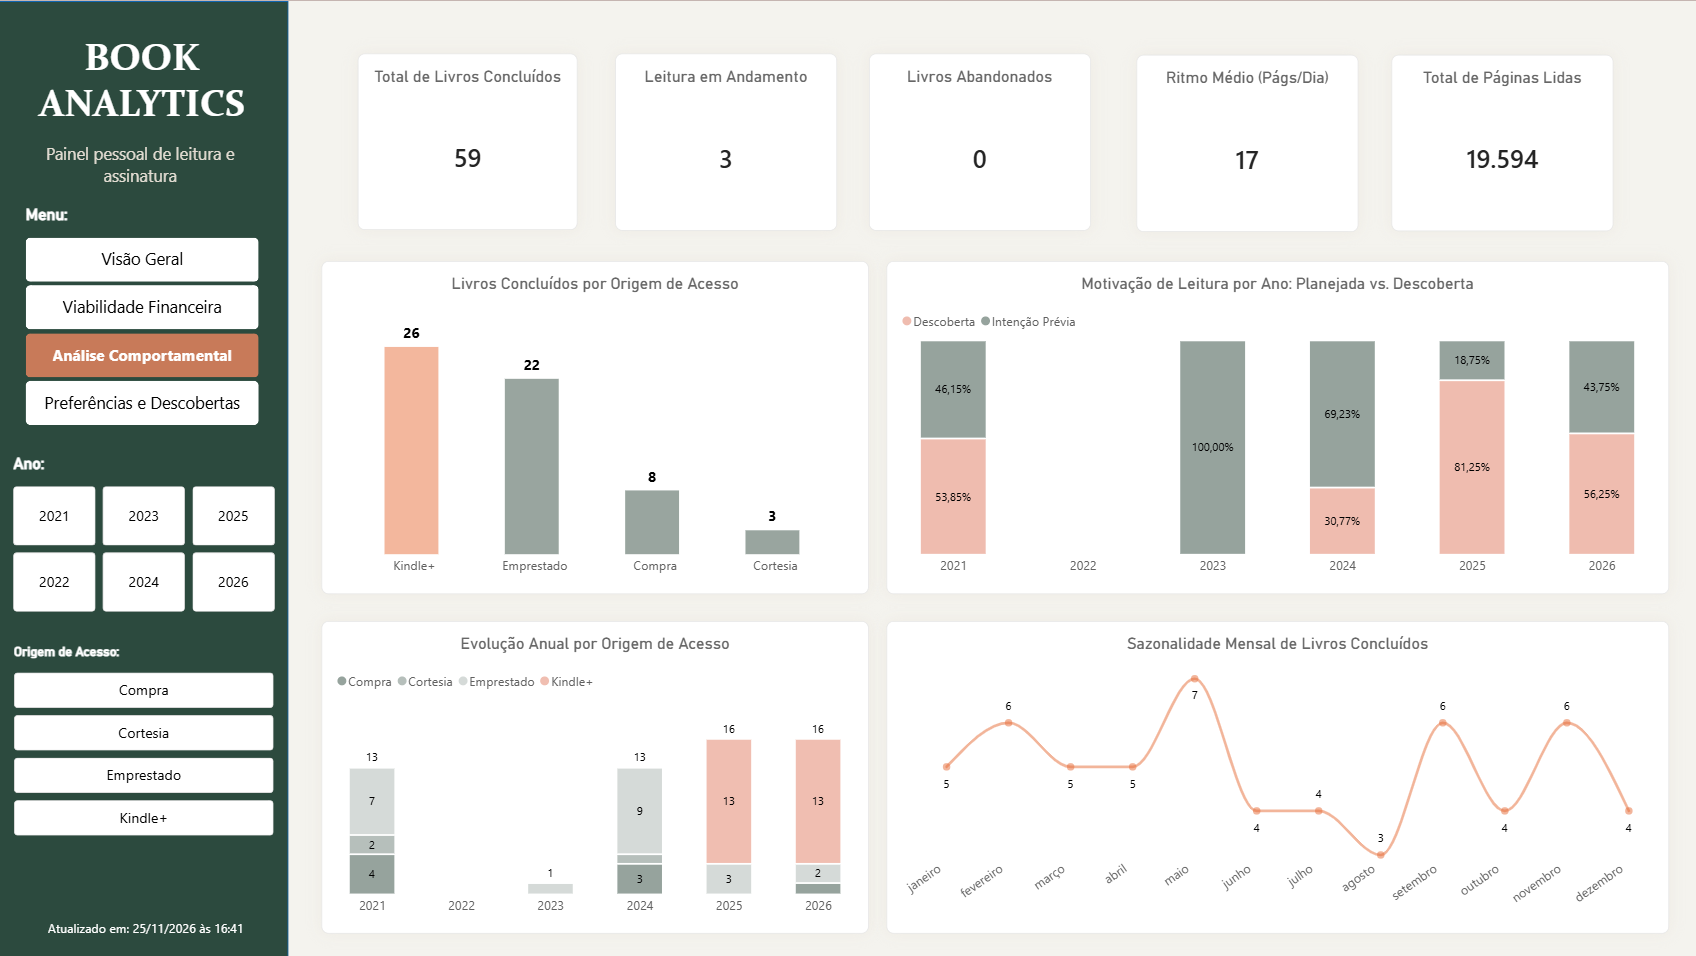 BOOK
ANALYTICS
Painel pessoal de leitura e
assinatura
Menu:
Visão Geral
Viabilidade Financeira
Análise Comportamental
Preferências e Descobertas
Ano:
2021 2023 2025
2022 2024 2026
Origem de Acesso:
Compra
Cortesia
Emprestado
Kindle+
Atualizado em: 25/11/2026 às 16:41
Total de Livros Concluídos
59
Leitura em Andamento
3
Livros Abandonados
0
Ritmo Médio (Págs/Dia)
17
Total de Páginas Lidas
19.594
Livros Concluídos por Origem de Acesso
26
22
8
3
Kindle+ Emprestado Compra Cortesia
Motivação de Leitura por Ano: Planejada vs. Descoberta
Descoberta Intenção Prévia
46,15%
53,85%
100,00%
69,23%
30,77%
18,75%
81,25%
43,75%
56,25%
2021 2022 2023 2024 2025 2026
Evolução Anual por Origem de Acesso
Compra Cortesia Emprestado Kindle+
13
7
2
4
1
13
9
3
16
13
3
16
13
2
2021 2022 2023 2024 2025 2026
Sazonalidade Mensal de Livros Concluídos
5
6
5
5
7
4
4
3
6
4
6
4
janeiro fevereiro março abril maio junho julho agosto setembro outubro novembro dezembro